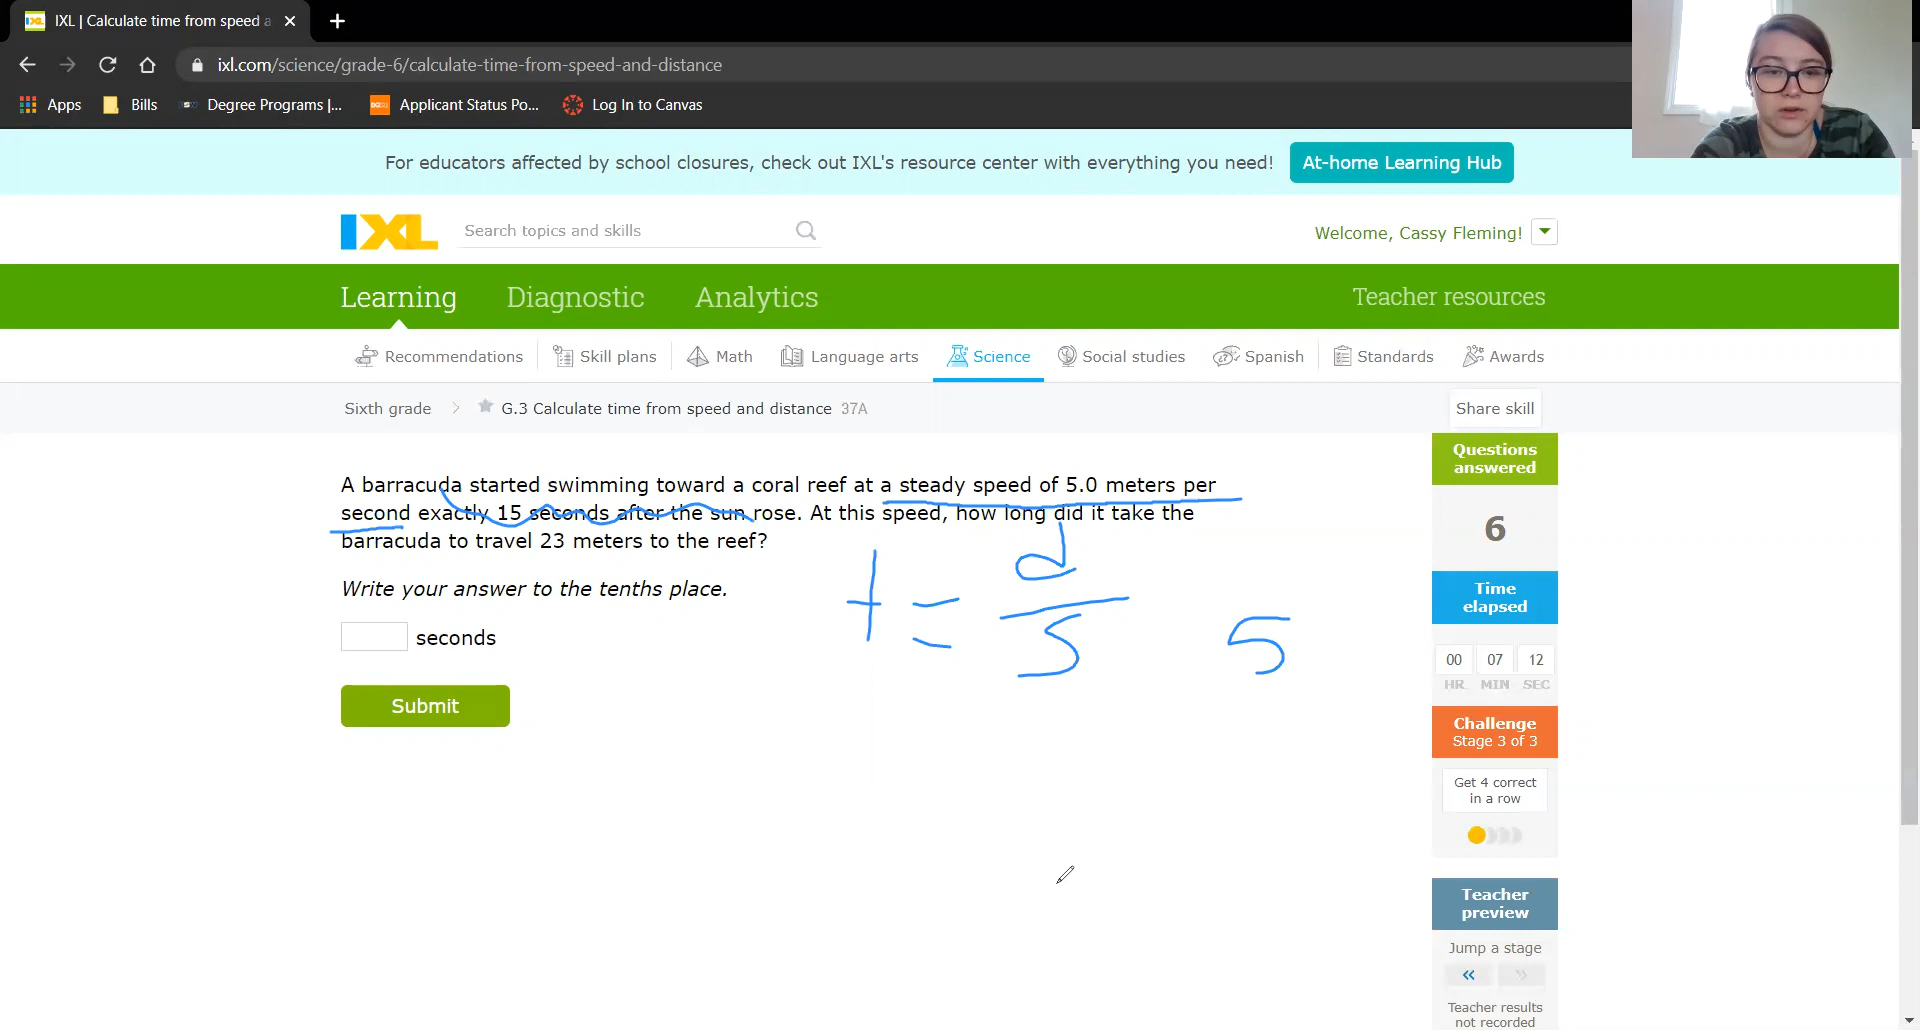 IXL | Calculate time from speed a
ixl.com/science/grade-6/calculate-time-from-speed-and-distance
Apps Bills Degree Programs |... Applicant Status Po... Log In to Canvas
For educators affected by school closures, check out IXL's resource center with everything you need! At-home Learning Hub
IXL Search topics and skills Welcome, Cassy Fleming!
Learning Diagnostic Analytics Teacher resources
Recommendations Skill plans Math Language arts Science Social studies Spanish Standards Awards
Sixth grade > G.3 Calculate time from speed and distance 37A Share skill
A barracuda started swimming toward a coral reef at a steady speed of 5.0 meters per
second exactly 15 seconds after the sun rose. At this speed, how long did it take the
barracuda to travel 23 meters to the reef?
Write your answer to the tenths place.
seconds
Submit
t = d
s
5
Questions
answered
6
Time
elapsed
00 07 12
HR MIN SEC
Challenge
Stage 3 of 3
Get 4 correct
in a row
Teacher
preview
Jump a stage
Teacher results
not recorded